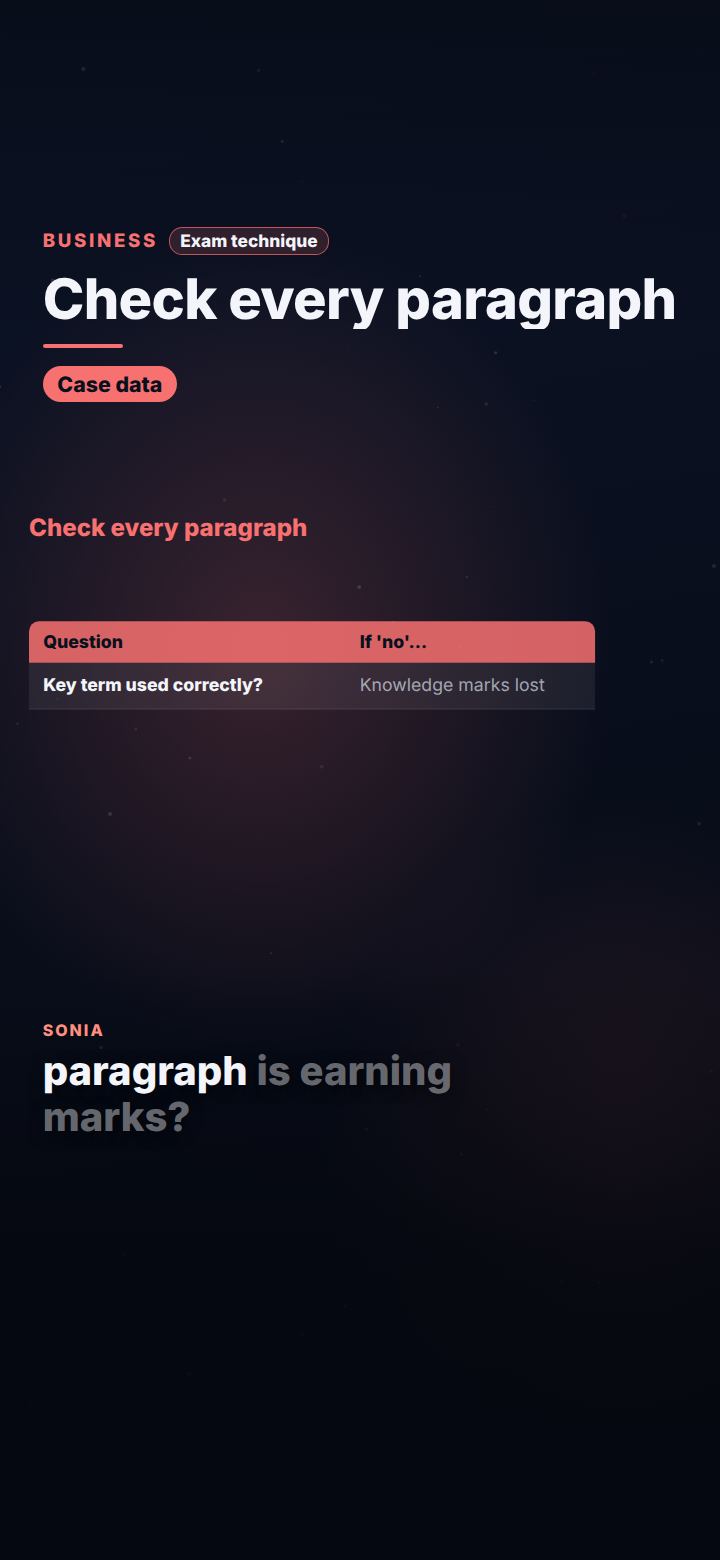 BUSINESS Exam technique
Check every paragraph
Case data
Check every paragraph
Question If 'no'...
Key term used correctly? Knowledge marks lost
SONIA
paragraph is earning
marks?